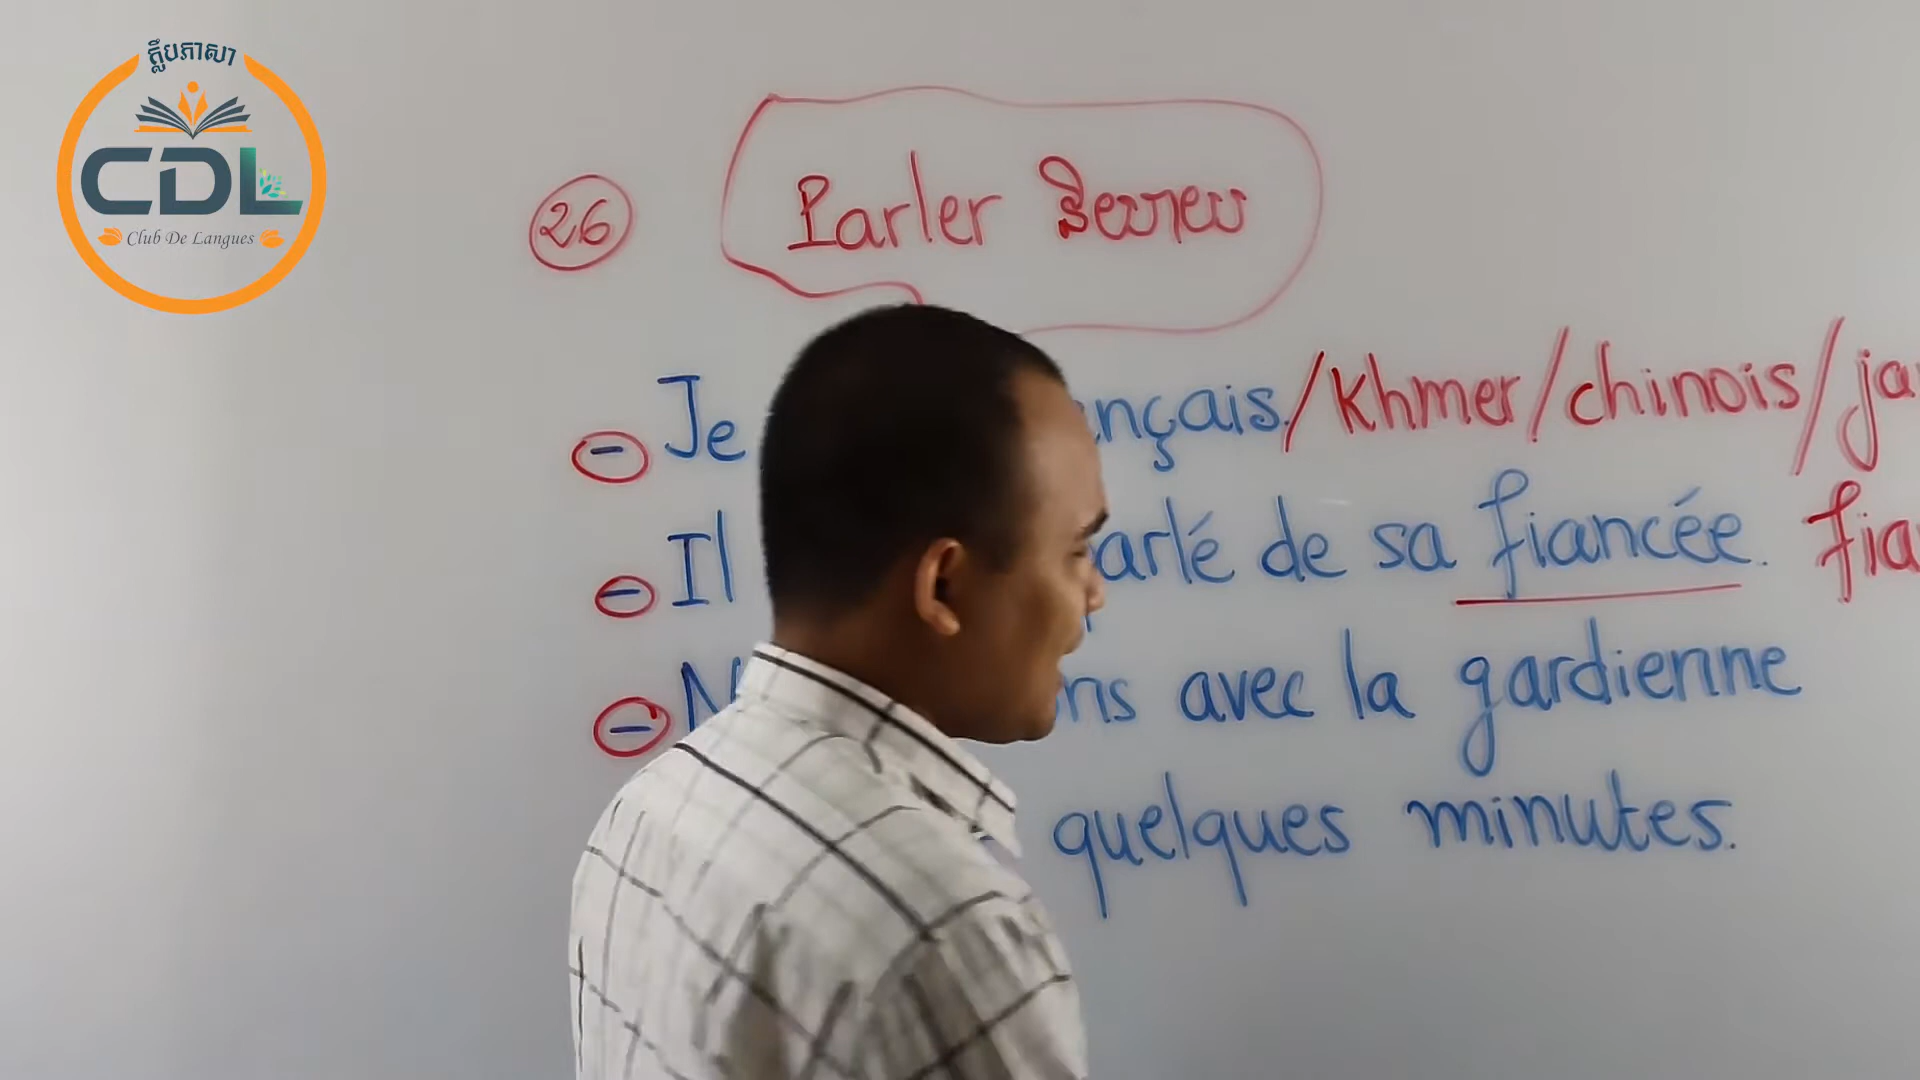 ក្លឹបភាសា
CDL
Club De Langues
26 Parler និយាយ
- Je nçais/Khmer/chinois/ja
- Il arlé de sa fiancée. fia
- N ns avec la gardienne
quelques minutes.